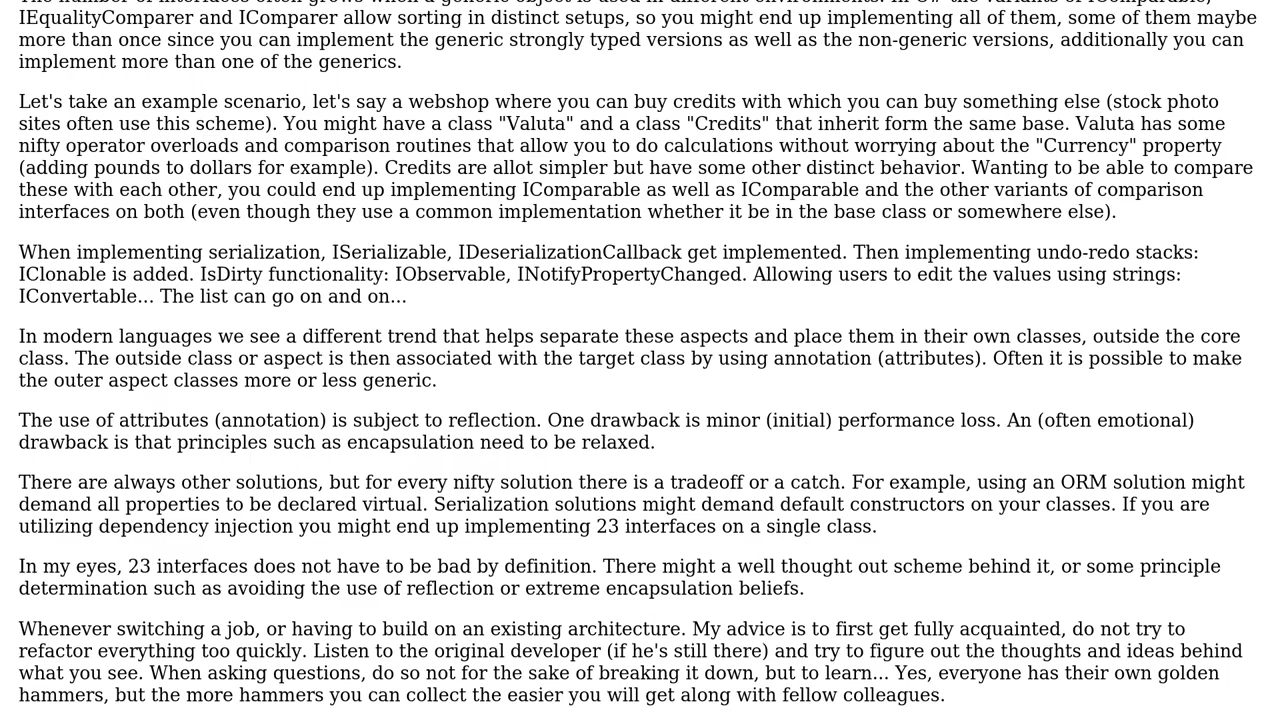 The number of interfaces often grows when a generic object is used in different environments. In C# the variants of IComparable,
IEqualityComparer and IComparer allow sorting in distinct setups, so you might end up implementing all of them, some of them maybe
more than once since you can implement the generic strongly typed versions as well as the non-generic versions, additionally you can
implement more than one of the generics.
Let's take an example scenario, let's say a webshop where you can buy credits with which you can buy something else (stock photo
sites often use this scheme). You might have a class "Valuta" and a class "Credits" that inherit form the same base. Valuta has some
nifty operator overloads and comparison routines that allow you to do calculations without worrying about the "Currency" property
(adding pounds to dollars for example). Credits are allot simpler but have some other distinct behavior. Wanting to be able to compare
these with each other, you could end up implementing IComparable as well as IComparable and the other variants of comparison
interfaces on both (even though they use a common implementation whether it be in the base class or somewhere else).
When implementing serialization, ISerializable, IDeserializationCallback get implemented. Then implementing undo-redo stacks:
IClonable is added. IsDirty functionality: IObservable, INotifyPropertyChanged. Allowing users to edit the values using strings:
IConvertable... The list can go on and on...
In modern languages we see a different trend that helps separate these aspects and place them in their own classes, outside the core
class. The outside class or aspect is then associated with the target class by using annotation (attributes). Often it is possible to make
the outer aspect classes more or less generic.
The use of attributes (annotation) is subject to reflection. One drawback is minor (initial) performance loss. An (often emotional)
drawback is that principles such as encapsulation need to be relaxed.
There are always other solutions, but for every nifty solution there is a tradeoff or a catch. For example, using an ORM solution might
demand all properties to be declared virtual. Serialization solutions might demand default constructors on your classes. If you are
utilizing dependency injection you might end up implementing 23 interfaces on a single class.
In my eyes, 23 interfaces does not have to be bad by definition. There might a well thought out scheme behind it, or some principle
determination such as avoiding the use of reflection or extreme encapsulation beliefs.
Whenever switching a job, or having to build on an existing architecture. My advice is to first get fully acquainted, do not try to
refactor everything too quickly. Listen to the original developer (if he's still there) and try to figure out the thoughts and ideas behind
what you see. When asking questions, do so not for the sake of breaking it down, but to learn... Yes, everyone has their own golden
hammers, but the more hammers you can collect the easier you will get along with fellow colleagues.